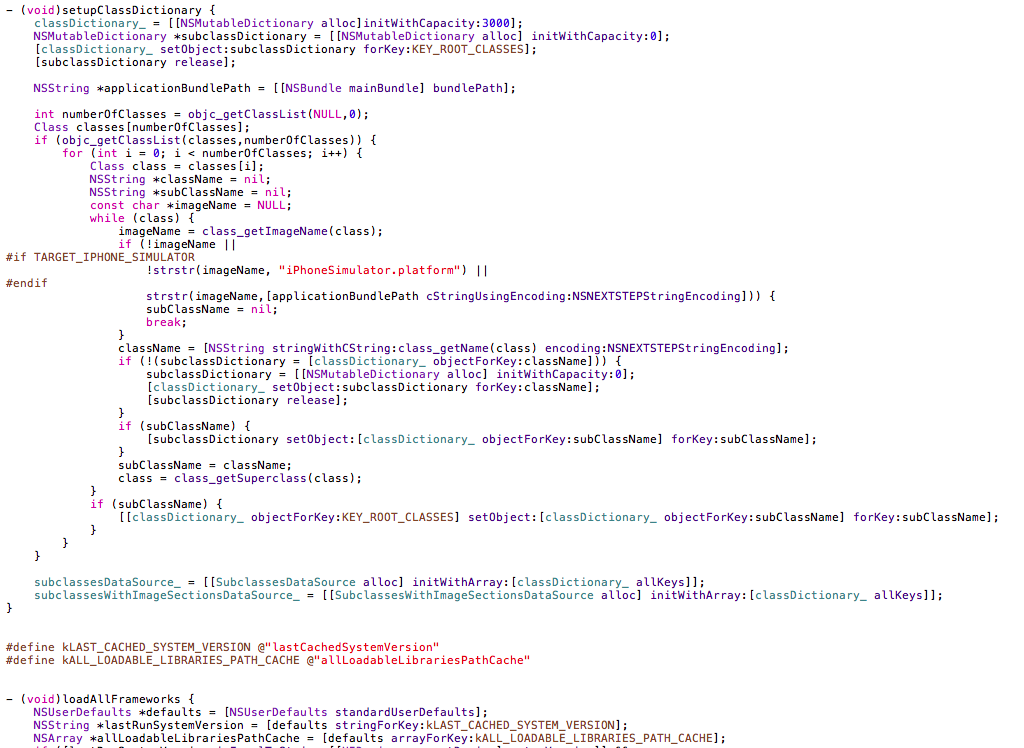 - (void)setupClassDictionary {
    classDictionary_ = [[NSMutableDictionary alloc]initWithCapacity:3000];
    NSMutableDictionary *subclassDictionary = [[NSMutableDictionary alloc] initWithCapacity:0];
    [classDictionary_ setObject:subclassDictionary forKey:KEY_ROOT_CLASSES];
    [subclassDictionary release];
    NSString *applicationBundlePath = [[NSBundle mainBundle] bundlePath];
    int numberOfClasses = objc_getClassList(NULL,0);
    Class classes[numberOfClasses];
    if (objc_getClassList(classes,numberOfClasses)) {
        for (int i = 0; i < numberOfClasses; i++) {
            Class class = classes[i];
            NSString *className = nil;
            NSString *subClassName = nil;
            const char *imageName = NULL;
            while (class) {
                imageName = class_getImageName(class);
                if (!imageName ||
#if TARGET_IPHONE_SIMULATOR
                    !strstr(imageName, "iPhoneSimulator.platform") ||
#endif
                    strstr(imageName,[applicationBundlePath cStringUsingEncoding:NSNEXTSTEPStringEncoding])) {
                    subClassName = nil;
                    break;
                }
                className = [NSString stringWithCString:class_getName(class) encoding:NSNEXTSTEPStringEncoding];
                if (!(subclassDictionary = [classDictionary_ objectForKey:className])) {
                    subclassDictionary = [[NSMutableDictionary alloc] initWithCapacity:0];
                    [classDictionary_ setObject:subclassDictionary forKey:className];
                    [subclassDictionary release];
                }
                if (subClassName) {
                    [subclassDictionary setObject:[classDictionary_ objectForKey:subClassName] forKey:subClassName];
                }
                subClassName = className;
                class = class_getSuperclass(class);
            }
            if (subClassName) {
                [[classDictionary_ objectForKey:KEY_ROOT_CLASSES] setObject:[classDictionary_ objectForKey:subClassName] forKey:subClassName];
            }
        }
    }
    subclassesDataSource_ = [[SubclassesDataSource alloc] initWithArray:[classDictionary_ allKeys]];
    subclassesWithImageSectionsDataSource_ = [[SubclassesWithImageSectionsDataSource alloc] initWithArray:[classDictionary_ allKeys]];
}
#define kLAST_CACHED_SYSTEM_VERSION @"lastCachedSystemVersion"
#define kALL_LOADABLE_LIBRARIES_PATH_CACHE @"allLoadableLibrariesPathCache"
- (void)loadAllFrameworks {
    NSUserDefaults *defaults = [NSUserDefaults standardUserDefaults];
    NSString *lastRunSystemVersion = [defaults stringForKey:kLAST_CACHED_SYSTEM_VERSION];
    NSArray *allLoadableLibrariesPathCache = [defaults arrayForKey:kALL_LOADABLE_LIBRARIES_PATH_CACHE];